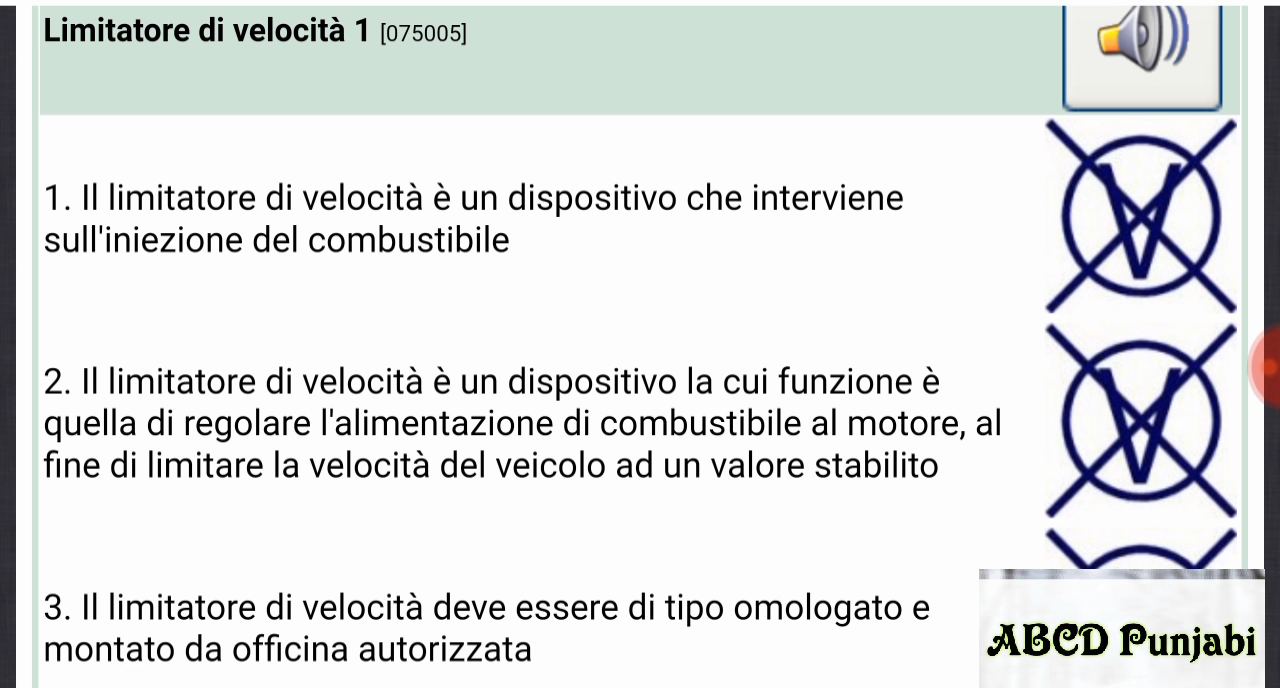 Limitatore di velocità 1 [075005]
1. Il limitatore di velocità è un dispositivo che interviene
sull'iniezione del combustibile
V
2. Il limitatore di velocità è un dispositivo la cui funzione è
quella di regolare l'alimentazione di combustibile al motore, al
fine di limitare la velocità del veicolo ad un valore stabilito
V
3. Il limitatore di velocità deve essere di tipo omologato e
montato da officina autorizzata
ABCD Punjabi